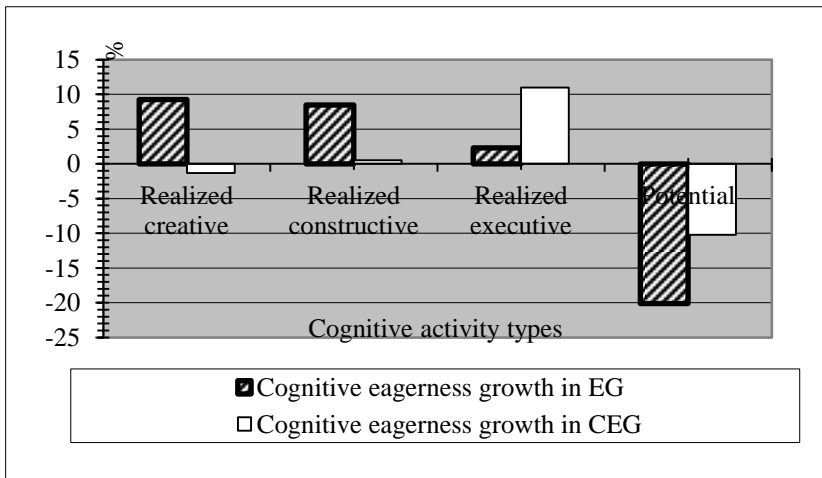 %
15
10
5
0
-5
-10
-15
-20
-25
Realized creative
Realized constructive
Realized executive
Potential
Cognitive activity types
Cognitive eagerness growth in EG
Cognitive eagerness growth in CEG